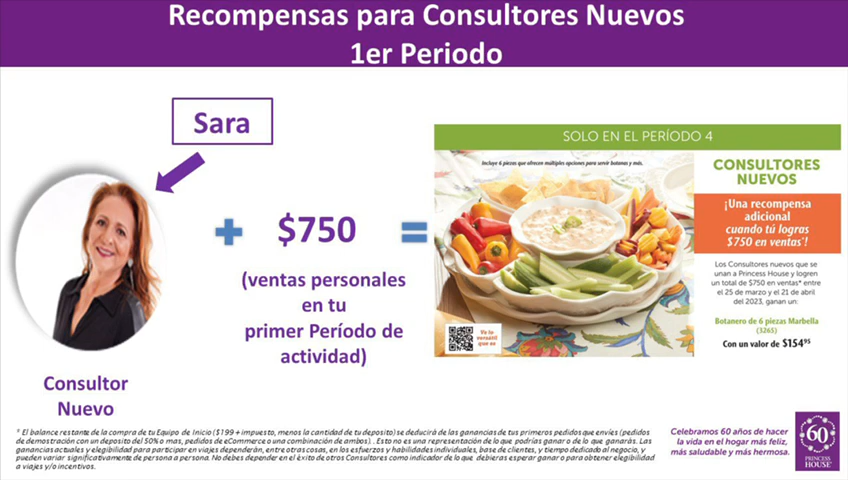 Recompensas para Consultores Nuevos
1er Periodo
Sara
$750
(ventas personales
en tu
primer Período de
actividad)
Consultor
Nuevo
SOLO EN EL PERÍODO 4
Incluye 6 piezas que ofrecen múltiples opciones para servir botanas y más.
Ve lo
versátil
que es
CONSULTORES
NUEVOS
¡Una recompensa
adicional
cuando tú logras
$750 en ventas*!
Los Consultores nuevos que se
unan a Princess House y logren
un total de $750 en ventas* entre
el 25 de marzo y el 21 de abril
del 2023, ganan un:
Botanero de 6 piezas Marbella
(3265)
Con un valor de $154⁹⁵
El balance restante de la compra de tu Equipo de Inicio ($199 + impuesto, menos la cantidad de tu deposito) se deducirá de las ganancias de tus primeros pedidos que envíes (pedidos
de demostración con un deposito del 50% o mas, pedidos de eCommerce o una combinación de ambos). . Esto no es una representación de lo que podrías ganar o de lo que ganarás. Las
ganancias actuales y elegibilidad para participar en viajes dependerán, entre otras cosas, en los esfuerzos y habilidades individuales, base de clientes, y tiempo dedicado al negocio, y
pueden variar significativamente de persona a persona. No debes depender en el éxito de otros Consultores como indicador de lo que debieras esperar ganar o para obtener elegibilidad
a viajes y/o incentivos.
Celebramos 60 años de hacer
la vida en el hogar más feliz,
más saludable y más hermosa.
60
PRINCESS
HOUSE®